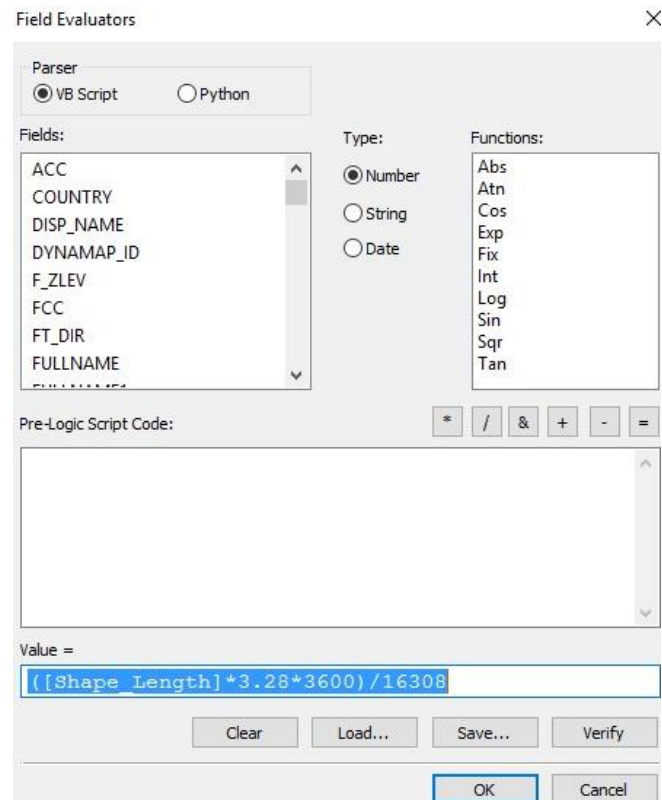 Field Evaluators
Parser
VB Script Python
Fields: Type: Functions:
ACC
COUNTRY
DISP_NAME
DYNAMAP_ID
F_ZLEV
FCC
FT_DIR
FULLNAME
Number
String
Date
Abs
Atn
Cos
Exp
Fix
Int
Log
Sin
Sqr
Tan
Pre-Logic Script Code: * / & + - =
Value =
([Shape_Length]*3.28*3600)/16308
Clear Load... Save... Verify
OK Cancel